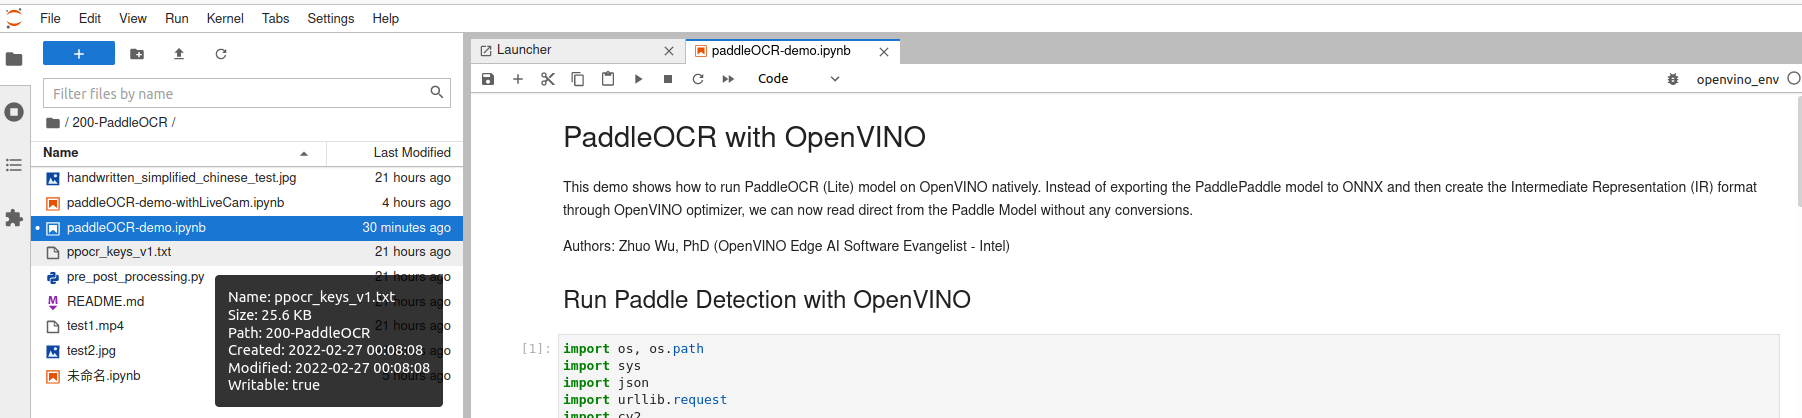 File Edit View Run Kernel Tabs Settings Help
Filter files by name
/ 200-PaddleOCR /
Name Last Modified
handwritten_simplified_chinese_test.jpg 21 hours ago
paddleOCR-demo-withLiveCam.ipynb 4 hours ago
paddleOCR-demo.ipynb 30 minutes ago
ppocr_keys_v1.txt 21 hours ago
pre_post_processing.py 21 hours ago
README.md
test1.mp4 21 hours ago
test2.jpg
未命名.ipynb hours ago
Name: ppocr_keys_v1.txt
Size: 25.6 KB
Path: 200-PaddleOCR
Created: 2022-02-27 00:08:08
Modified: 2022-02-27 00:08:08
Writable: true
Launcher paddleOCR-demo.ipynb
Code openvino_env
PaddleOCR with OpenVINO
This demo shows how to run PaddleOCR (Lite) model on OpenVINO natively. Instead of exporting the PaddlePaddle model to ONNX and then create the Intermediate Representation (IR) format
through OpenVINO optimizer, we can now read direct from the Paddle Model without any conversions.
Authors: Zhuo Wu, PhD (OpenVINO Edge AI Software Evangelist - Intel)
Run Paddle Detection with OpenVINO
[1]: import os, os.path
import sys
import json
import urllib.request
import cv2